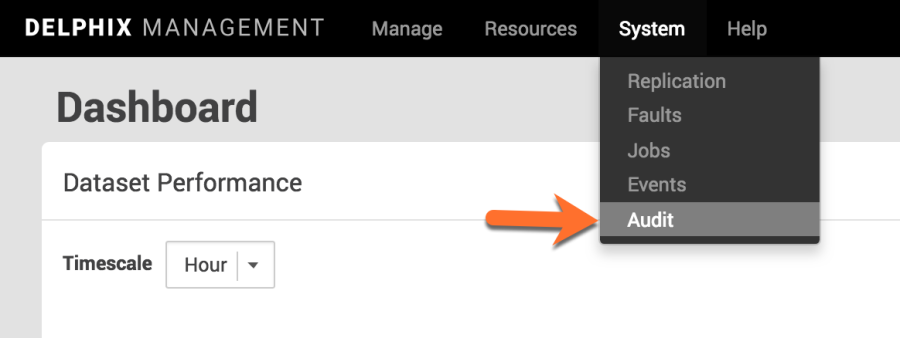 DELPHIX MANAGEMENT Manage Resources System Help
Replication
Dashboard
Faults
Jobs
Dataset Performance
Events
Audit
Timescale Hour